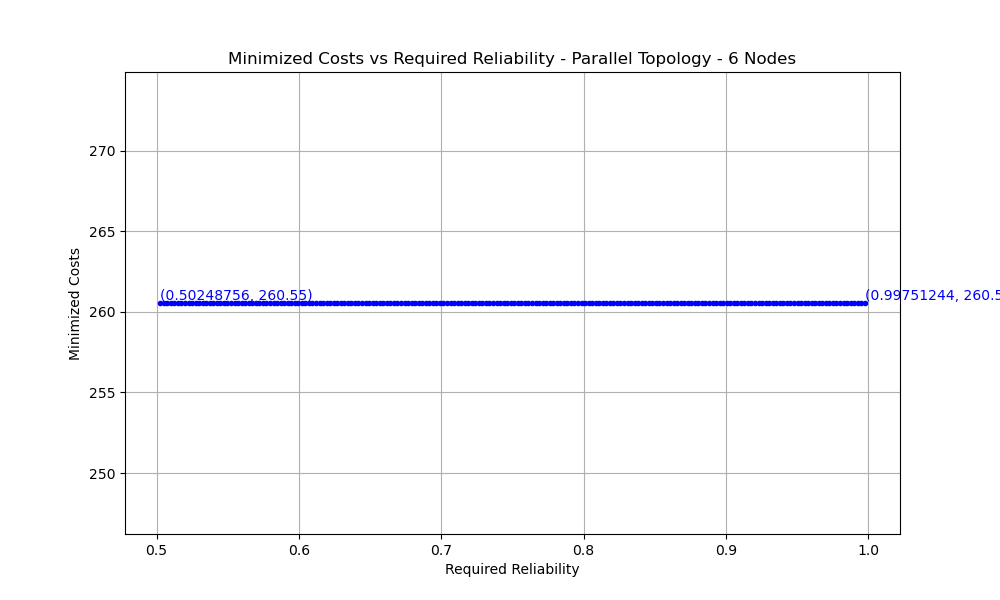 Minimized Costs vs Required Reliability - Parallel Topology - 6 Nodes
Minimized Costs
270
265
260
255
250
(0.50248756, 260.55)
(0.99751244, 260.5
0.5 0.6 0.7 0.8 0.9 1.0
Required Reliability